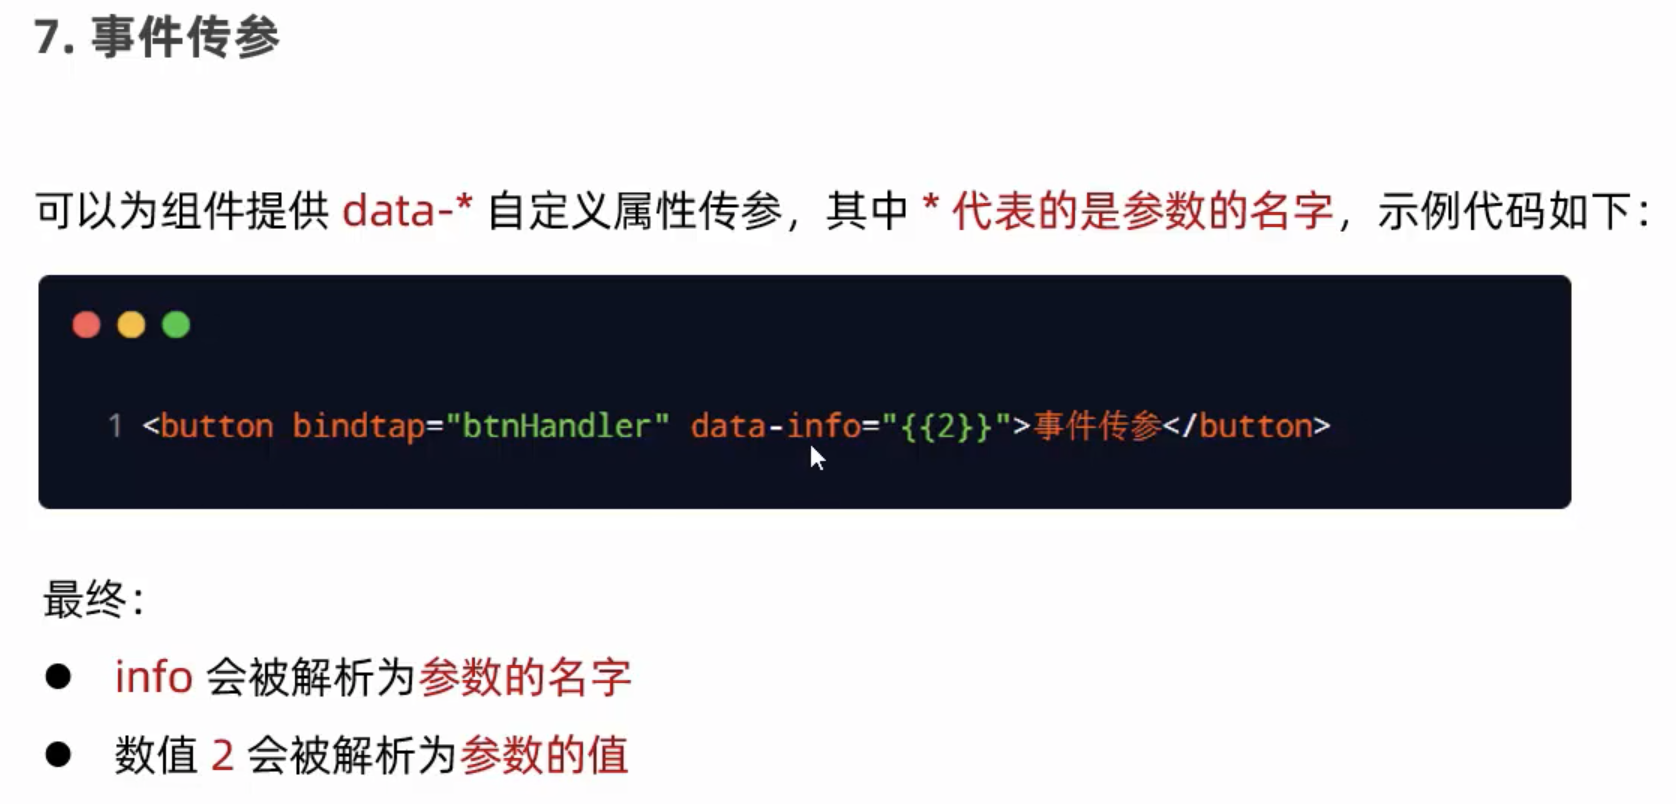 7. 事件传参
可以为组件提供 data-* 自定义属性传参，其中 * 代表的是参数的名字，示例代码如下：
1 <button bindtap="btnHandler" data-info="{{2}}">事件传参</button>
最终：
● info 会被解析为参数的名字
● 数值 2 会被解析为参数的值